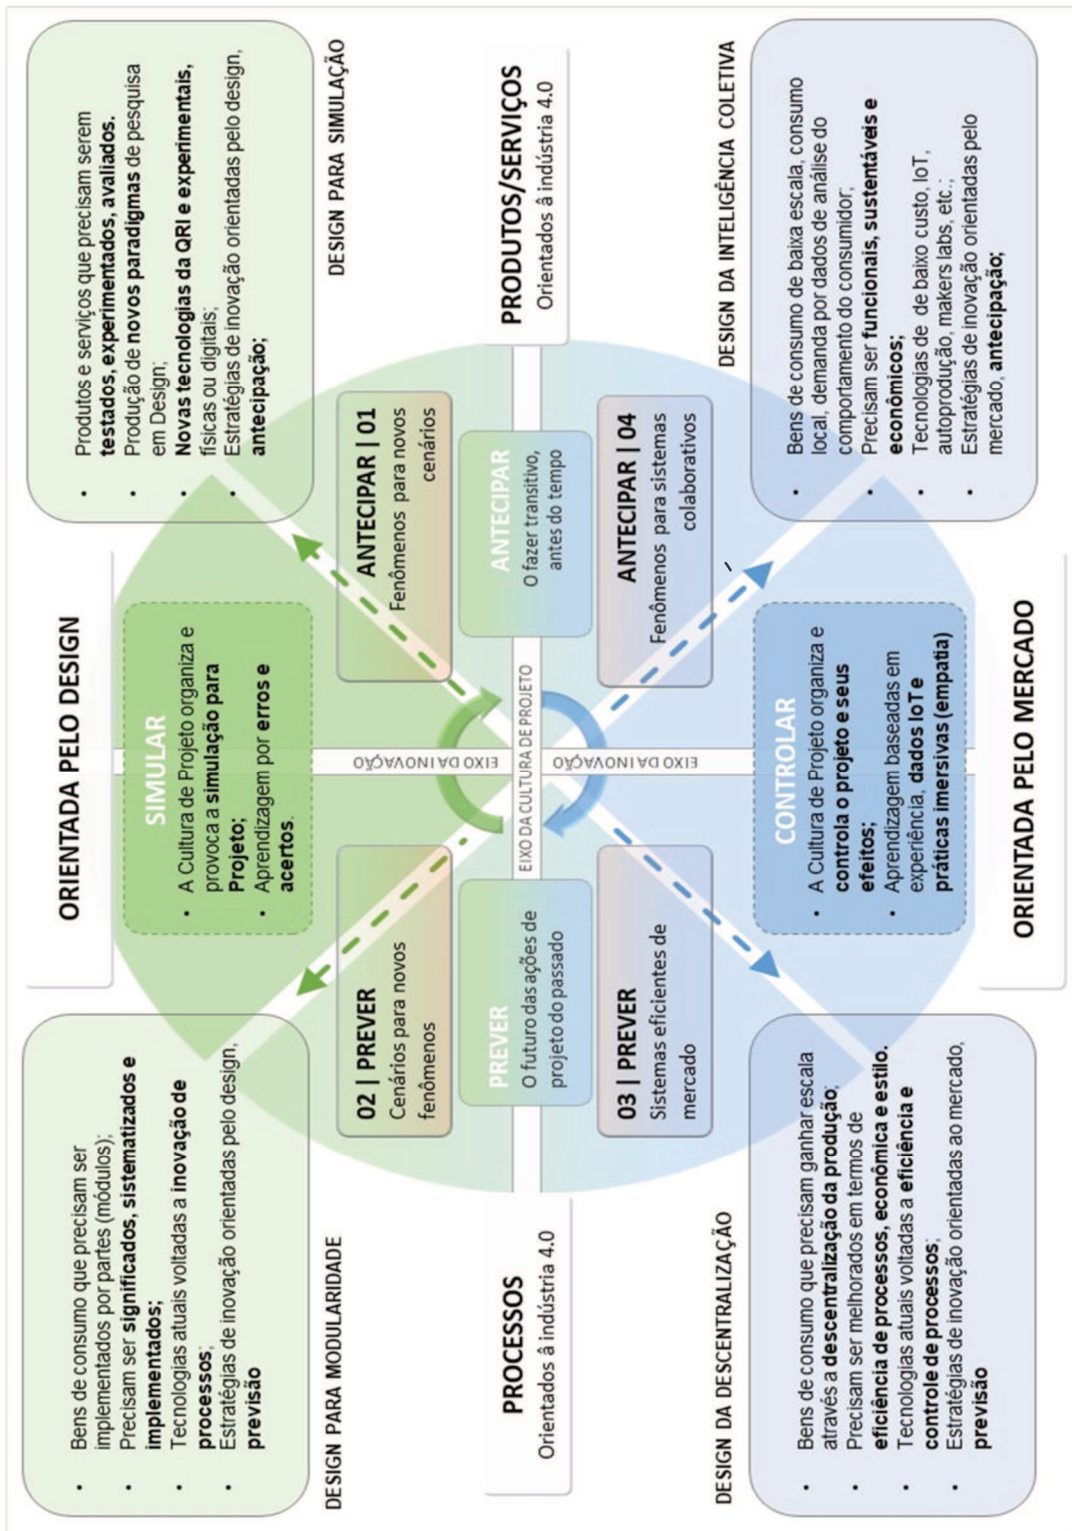 ORIENTADA PELO DESIGN
• Bens de consumo que precisam ser
implementados por partes (módulos);
• Precisam ser significados, sistematizados e
implementados;
• Tecnologias atuais voltadas a inovação de
processos;
• Estratégias de inovação orientadas pelo design,
previsão
DESIGN PARA MODULARIDADE
SIMULAR
• A Cultura de Projeto organiza e
provoca a simulação para
Projeto;
• Aprendizagem por erros e
acertos.
• Produtos e serviços que precisam serem
testados, experimentados, avaliados.
• Produção de novos paradigmas de pesquisa
em Design;
• Novas tecnologias da QRI e experimentais,
físicas ou digitais;
• Estratégias de inovação orientadas pelo design,
antecipação;
DESIGN PARA SIMULAÇÃO
02 | PREVER
Cenários para novos
fenômenos
ANTECIPAR | 01
Fenômenos para novos
cenários
EIXO DA INOVAÇÃO
PROCESSOS
Orientados â indústria 4.0
PREVER
O futuro das ações de
projeto do passado
EIXO DA CULTURA DE PROJETO
ANTECIPAR
O fazer transitivo,
antes do tempo
PRODUTOS/SERVIÇOS
Orientados â indústria 4.0
EIXO DA INOVAÇÃO
03 | PREVER
Sistemas eficientes de
mercado
ANTECIPAR | 04
Fenômenos para sistemas
colaborativos
DESIGN DA DESCENTRALIZAÇÃO
• Bens de consumo que precisam ganhar escala
através a descentralização da produção;
• Precisam ser melhorados em termos de
eficiência de processos, econômica e estilo.
• Tecnologias atuais voltadas a eficiência e
controle de processos;
• Estratégias de inovação orientadas ao mercado,
previsão
CONTROLAR
• A Cultura de Projeto organiza e
controla o projeto e seus
efeitos;
• Aprendizagem baseadas em
experiência, dados IoT e
práticas imersivas (empatia)
DESIGN DA INTELIGÊNCIA COLETIVA
• Bens de consumo de baixa escala, consumo
local, demanda por dados de análise do
comportamento do consumidor;
• Precisam ser funcionais, sustentáveis e
econômicos;
• Tecnologias de de baixo custo, IoT,
autoprodução, makers labs, etc.;
• Estratégias de inovação orientadas pelo
mercado, antecipação;
ORIENTADA PELO MERCADO